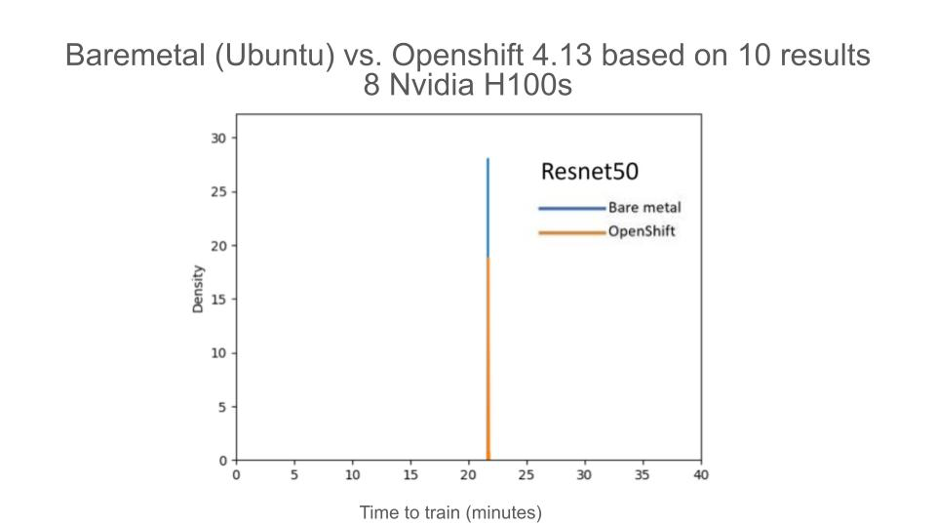 Baremetal (Ubuntu) vs. Openshift 4.13 based on 10 results
8 Nvidia H100s
Resnet50
Bare metal
OpenShift
Density
30
25
20
15
10
5
0
0 5 10 15 20 25 30 35 40
Time to train (minutes)